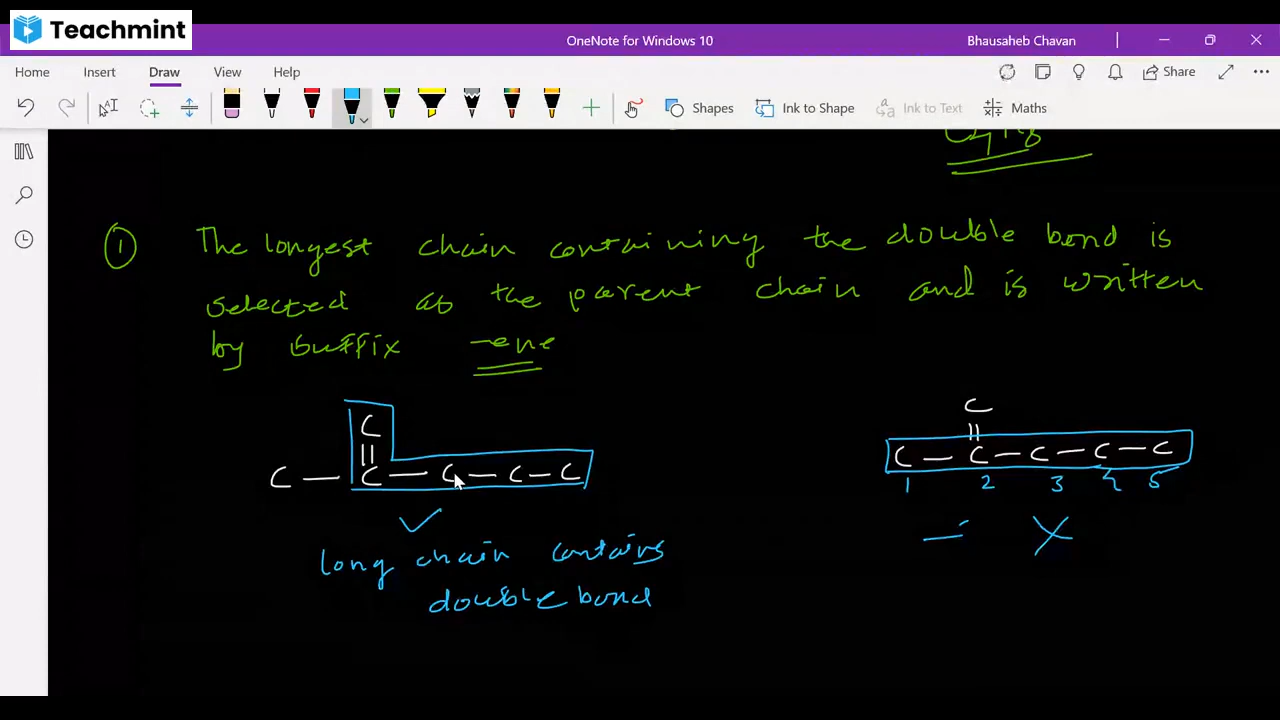 Teachmint
OneNote for Windows 10
Bhausaheb Chavan
Home Insert Draw View Help
Share
Shapes
Ink to Shape
Ink to Text
Maths
C4H8
① The longest chain containing the double bond is
selected as the parent chain and is written
by suffix -ene
C
||
C — C — C — C — C
✓
long chain contains
double bond
C
||
C — C — C — C — C
1 2 3 4 5
= X